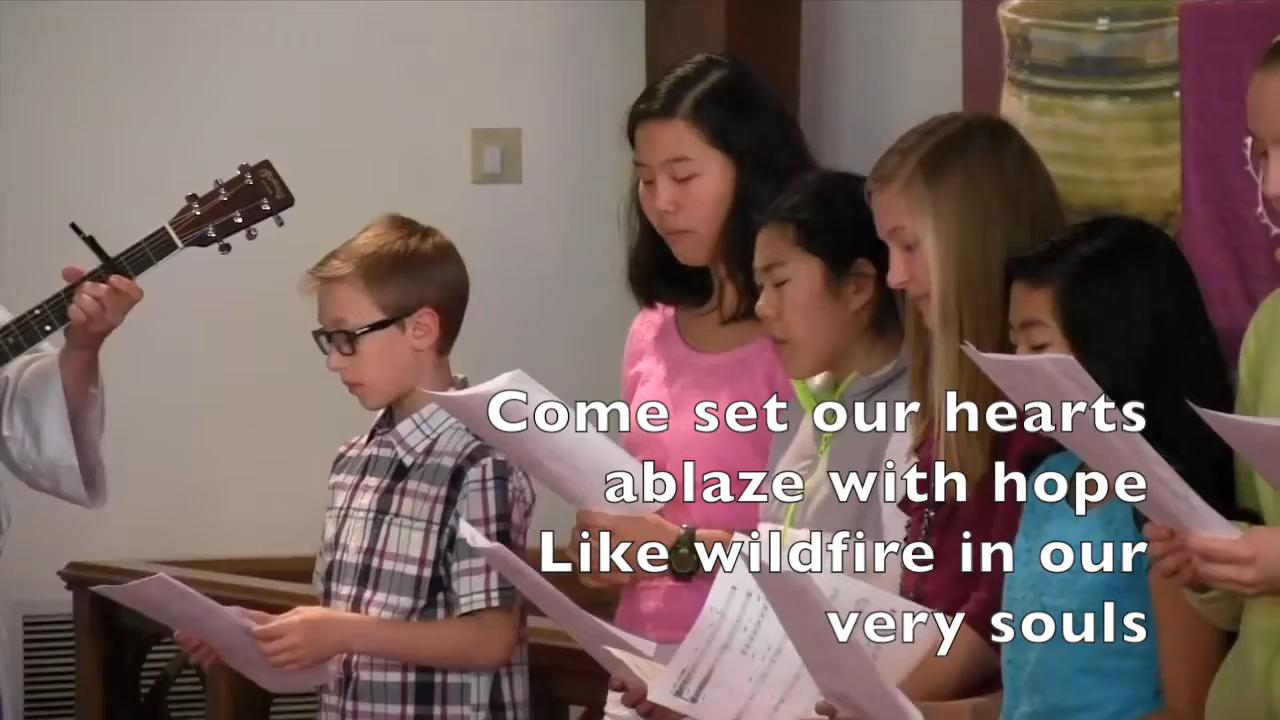 Come set our hearts
ablaze with hope
Like wildfire in our
very souls